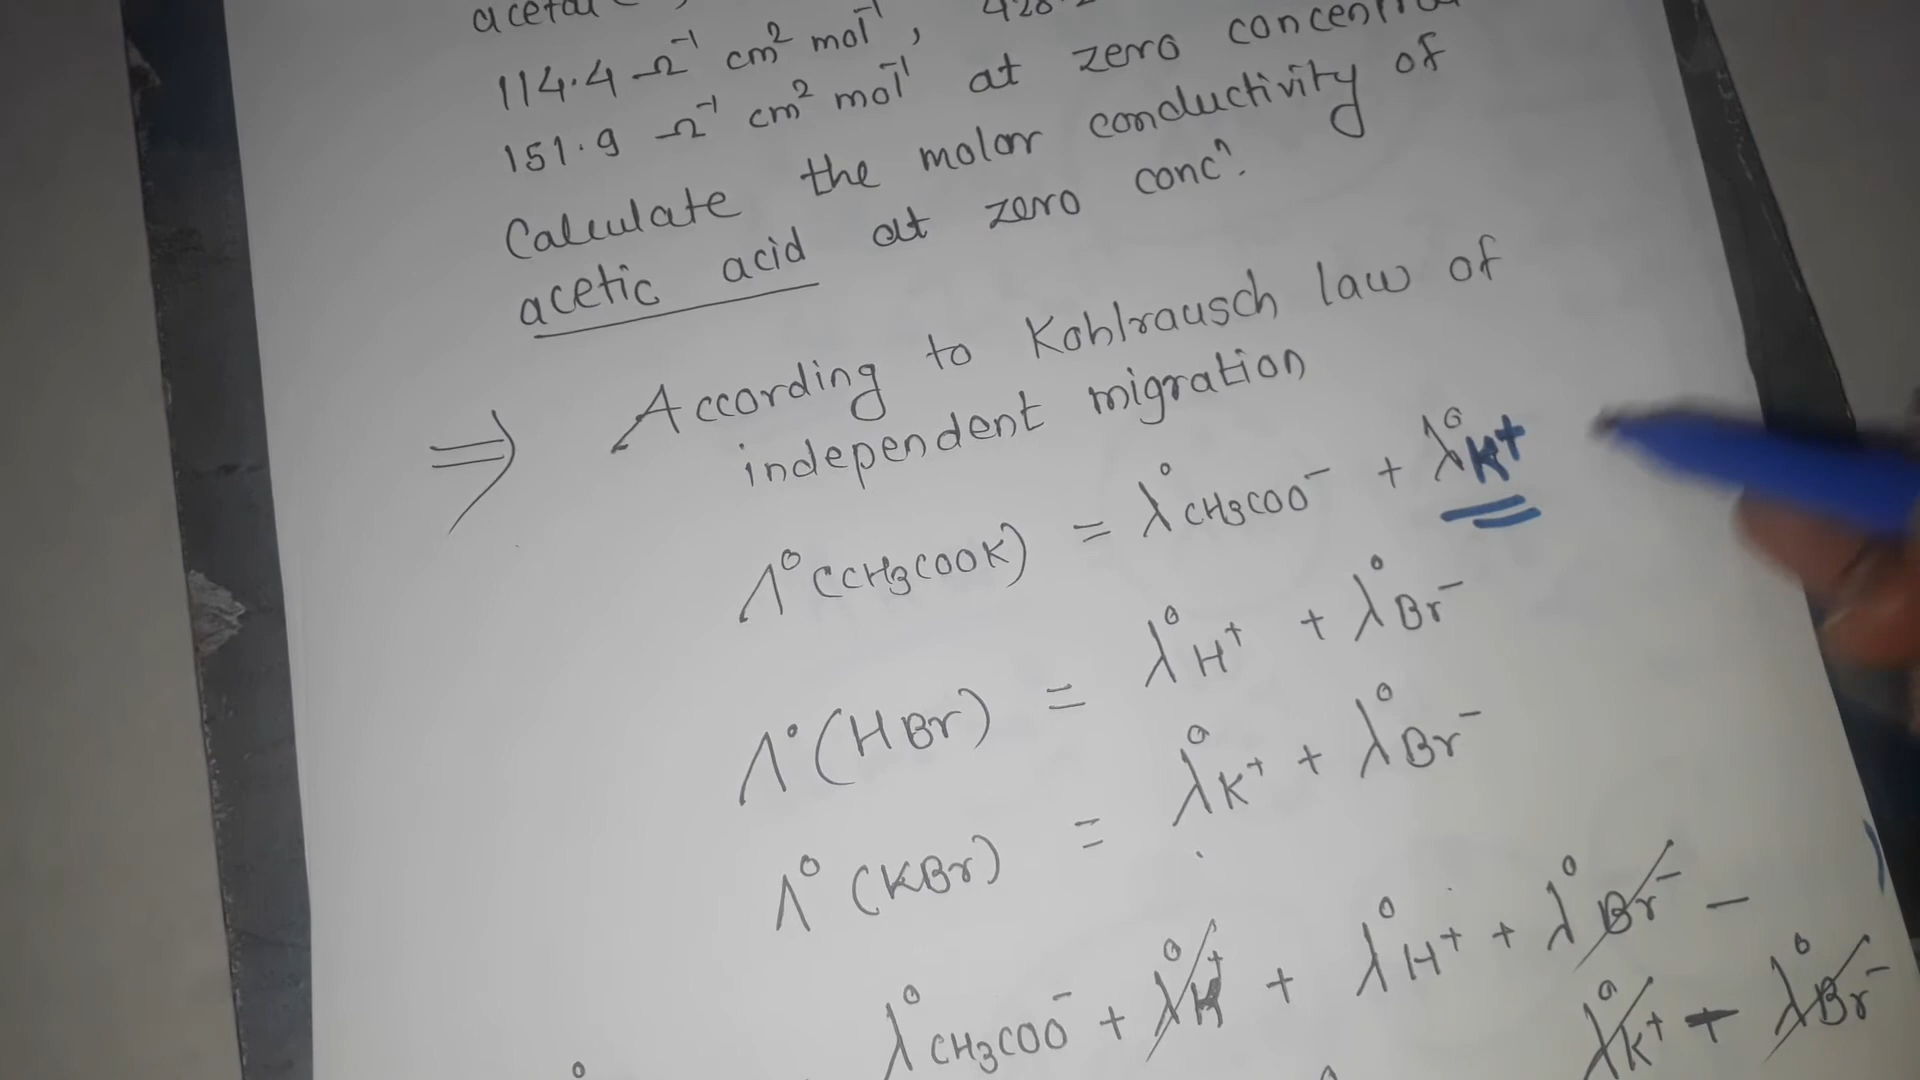 114.4 Ω⁻¹ cm² mol⁻¹,
151.9 Ω⁻¹ cm² mol⁻¹ at zero
Calculate the molar conductivity of
acetic acid at zero concⁿ.
⇒ According to Kohlrausch law of
independent migration
Λ° (CH₃COOK) = λ° CH₃COO⁻ + λ° K⁺
Λ° (HBr) = λ° H⁺ + λ° Br⁻
Λ° (KBr) = λ° K⁺ + λ° Br⁻
λ° CH₃COO⁻ + λ° K⁺ + λ° H⁺ + λ° Br⁻ −
λ° K⁺ + λ° Br⁻